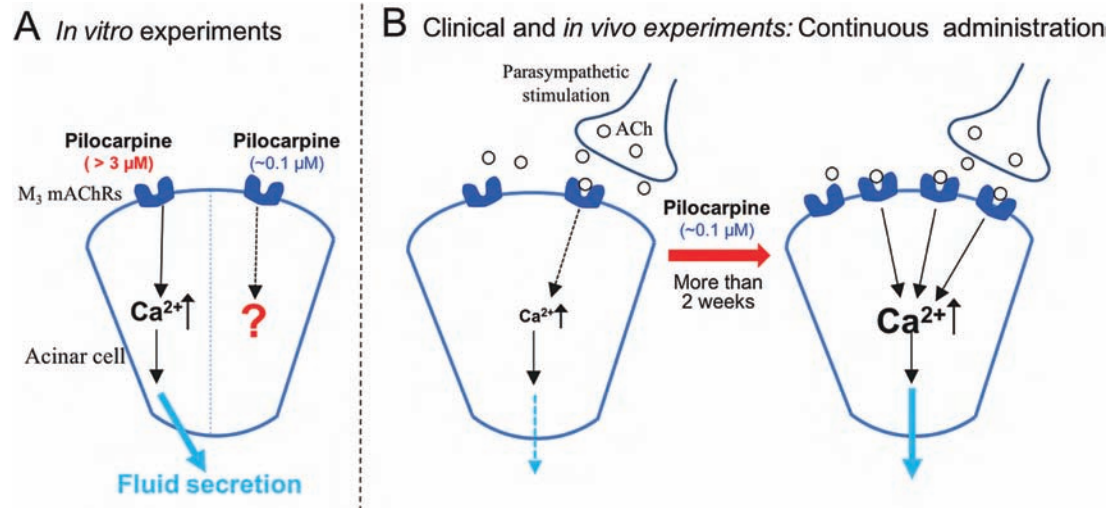 A In vitro experiments
Pilocarpine
( > 3 μM)
Pilocarpine
(~0.1 μM)
M₃ mAChRs
Ca²⁺↑
?
Acinar cell
Fluid secretion
B Clinical and in vivo experiments: Continuous administration
Parasympathetic
stimulation
ACh
Ca²⁺↑
Pilocarpine
(~0.1 μM)
More than
2 weeks
Ca²⁺↑